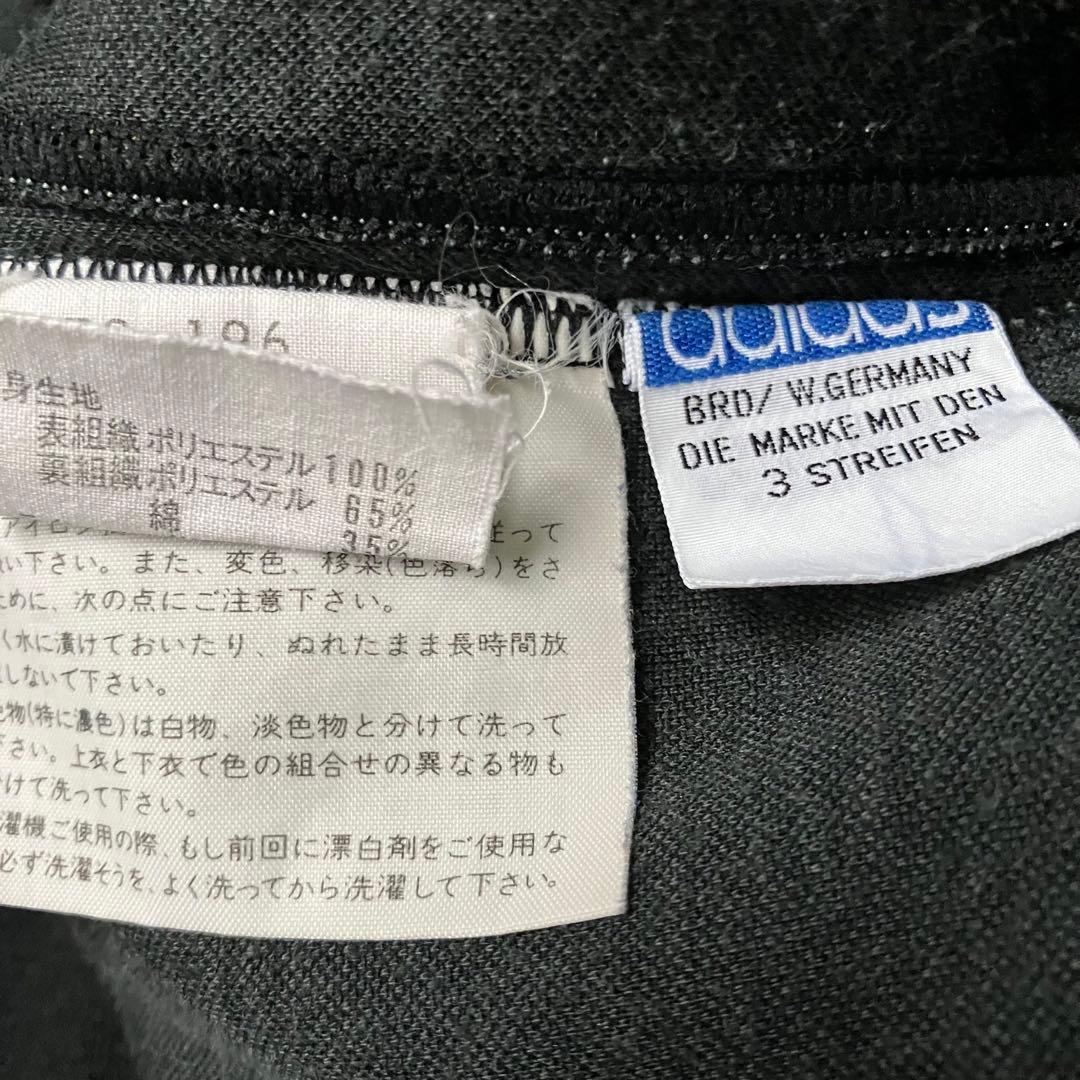 196
身生地
表組織ポリエステル100%
裏組織ポリエステル 65%
綿 35%
って
下さい。また、変色、移染(色落ち)をさ
ために、次の点にご注意下さい。
く水に漬けておいたり、ぬれたまま長時間放
しないで下さい。
色物(特に濃色)は白物、淡色物と分けて洗って
下さい。上衣と下衣で色の組合せの異なる物も
分けて洗って下さい。
濯機ご使用の際、もし前回に漂白剤をご使用な
必ず洗濯そうを、よく洗ってから洗濯して下さい。
adidas
BRD/ W.GERMANY
DIE MARKE MIT DEN
3 STREIFEN